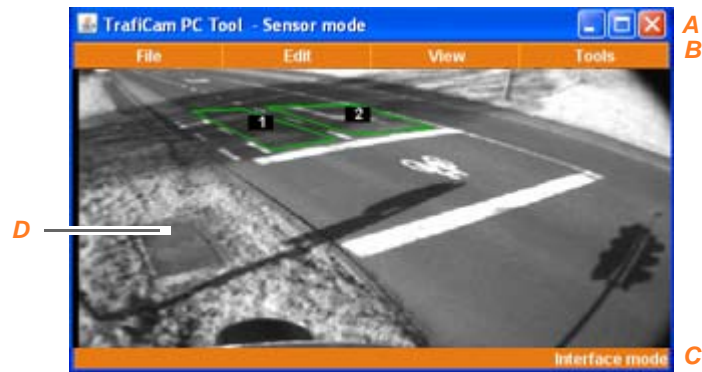 TrafiCam PC Tool - Sensor mode
A
File Edit View Tools
B
1 2
D
Interface mode
C